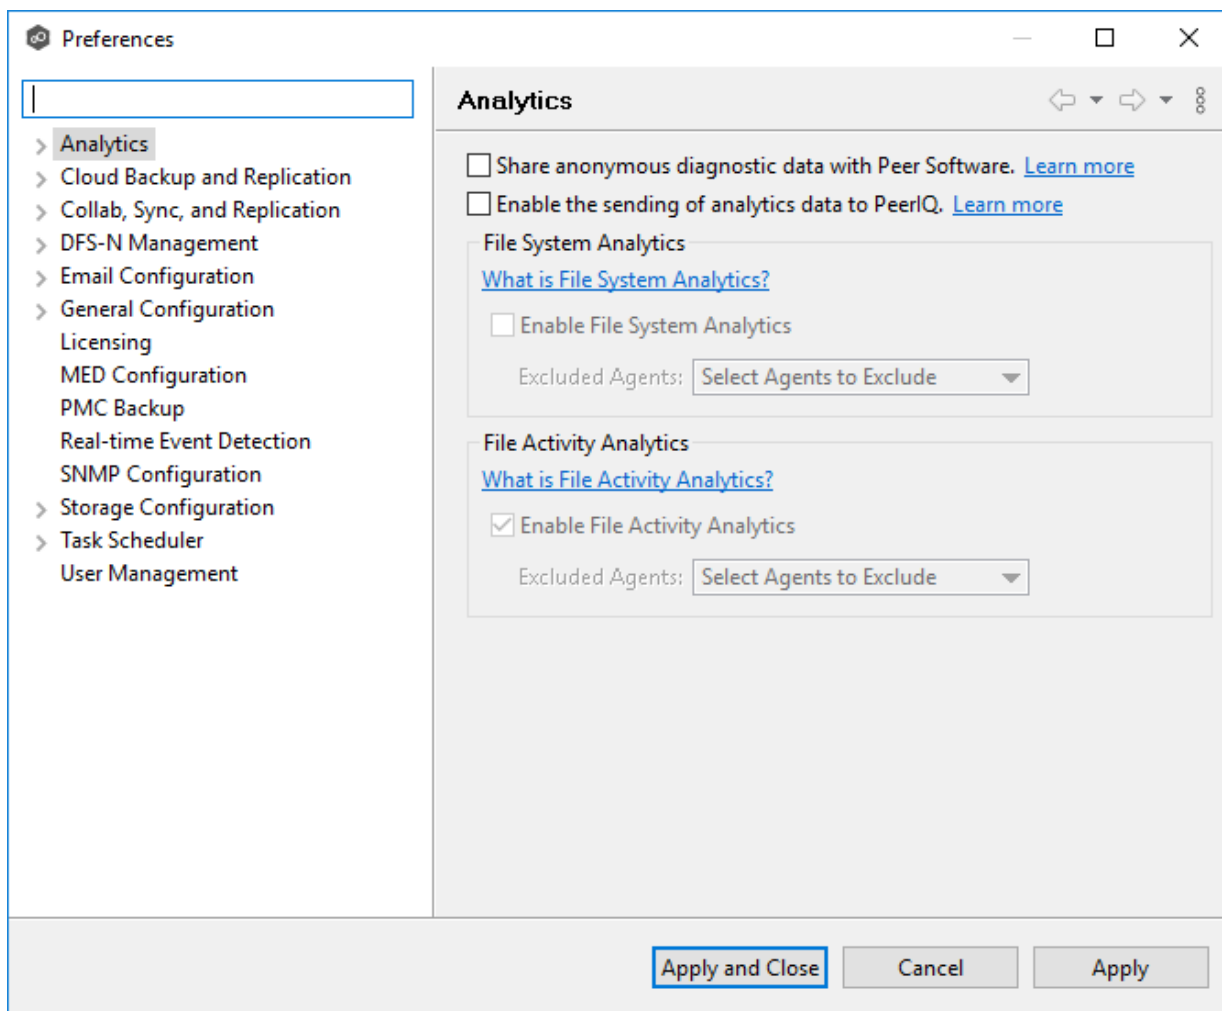 Preferences
Analytics
Cloud Backup and Replication
Collab, Sync, and Replication
DFS-N Management
Email Configuration
General Configuration
Licensing
MED Configuration
PMC Backup
Real-time Event Detection
SNMP Configuration
Storage Configuration
Task Scheduler
User Management
Analytics
Share anonymous diagnostic data with Peer Software. Learn more
Enable the sending of analytics data to PeerIQ. Learn more
File System Analytics
What is File System Analytics?
Enable File System Analytics
Excluded Agents: Select Agents to Exclude
File Activity Analytics
What is File Activity Analytics?
Enable File Activity Analytics
Excluded Agents: Select Agents to Exclude
Apply and Close Cancel Apply